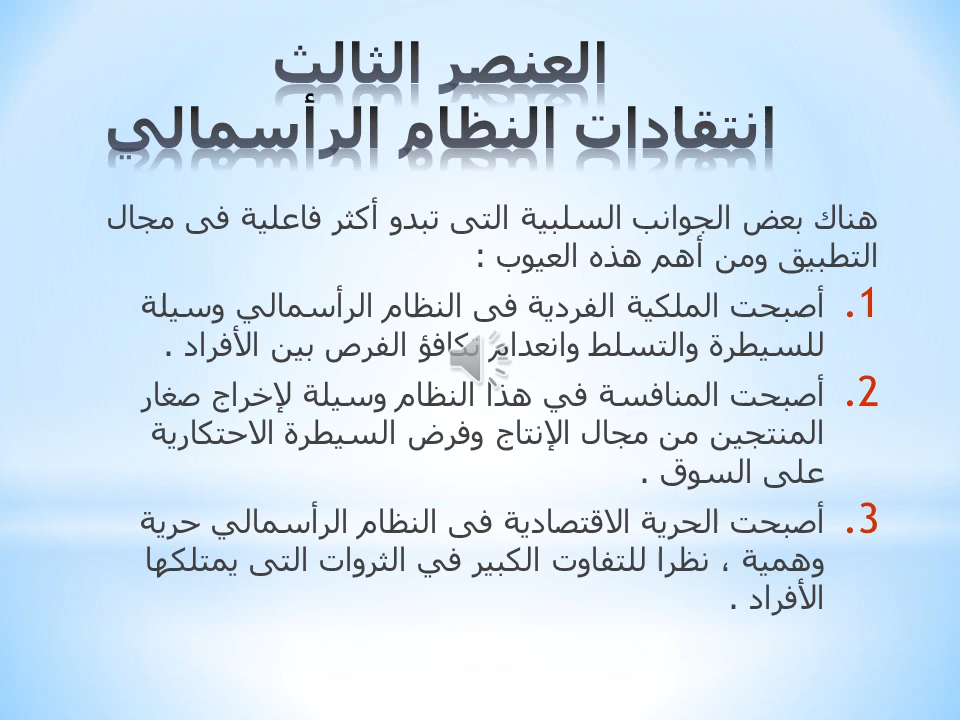 العنصر الثالث
انتقادات النظام الرأسمالي
هناك بعض الجوانب السلبية التى تبدو أكثر فاعلية فى مجال
التطبيق ومن أهم هذه العيوب :
1. أصبحت الملكية الفردية فى النظام الرأسمالي وسيلة
للسيطرة والتسلط وانعدام تكافؤ الفرص بين الأفراد .
2. أصبحت المنافسة في هذا النظام وسيلة لإخراج صغار
المنتجين من مجال الإنتاج وفرض السيطرة الاحتكارية
على السوق .
3. أصبحت الحرية الاقتصادية فى النظام الرأسمالي حرية
وهمية ، نظرا للتفاوت الكبير في الثروات التى يمتلكها
الأفراد .